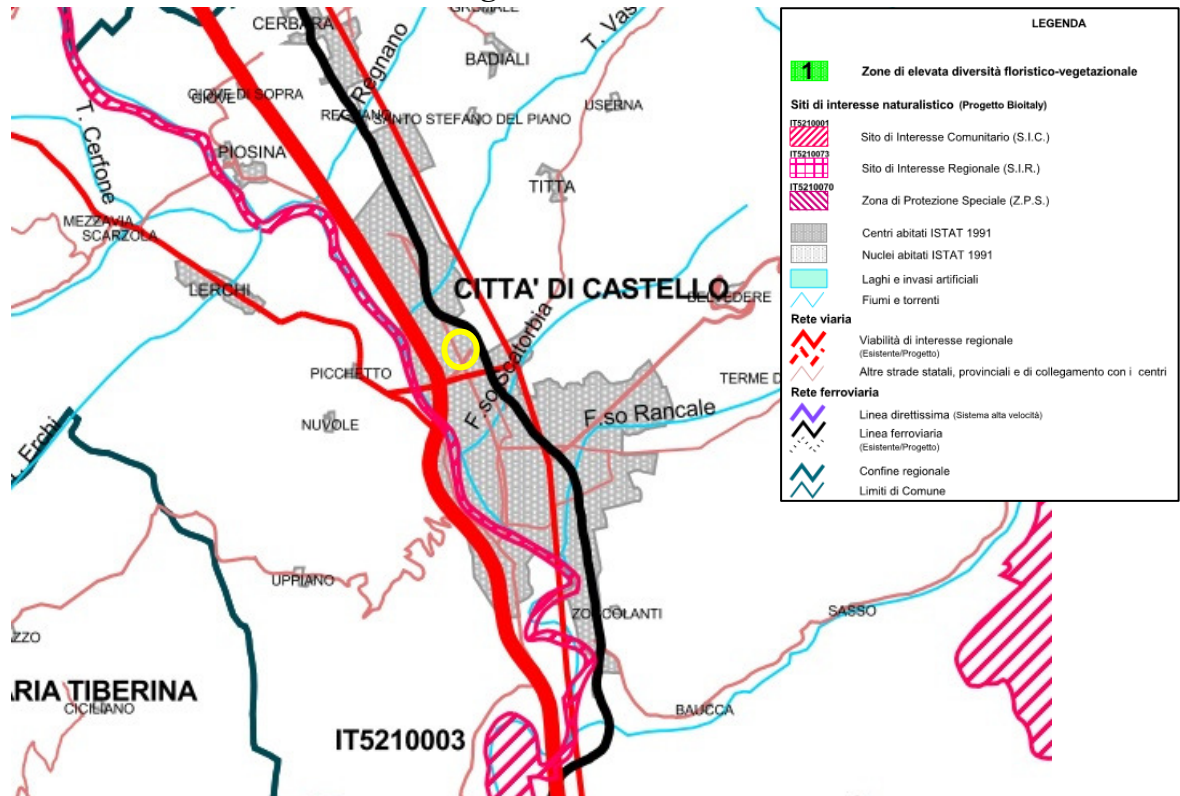 CERBARA
GRUMALE
T. Vas
BADIALI
Regnano
GIOVE DI SOPRA
GIOVE
REGNANO
SANTO STEFANO DEL PIANO
USERNA
T. Cerfone
PIOSINA
TITTA
MEZZAVIA
SCARZOLA
LERCHI
CITTA' DI CASTELLO
BELVEDERE
F.so Scatorbia
PICCHETTO
TERME D
NUVOLE
F.so Rancale
Erchi
UPPIANO
ZOCCOLANTI
SASSO
ZZO
RIA TIBERINA
CICILIANO
BAUCCA
IT5210003
LEGENDA
1
Zone di elevata diversità floristico-vegetazionale
Siti di interesse naturalistico (Progetto Bioitaly)
IT5210001
Sito di Interesse Comunitario (S.I.C.)
IT5210073
Sito di Interesse Regionale (S.I.R.)
IT5210070
Zona di Protezione Speciale (Z.P.S.)
Centri abitati ISTAT 1991
Nuclei abitati ISTAT 1991
Laghi e invasi artificiali
Fiumi e torrenti
Rete viaria
Viabilità di interesse regionale
(Esistente/Progetto)
Altre strade statali, provinciali e di collegamento con i centri
Rete ferroviaria
Linea direttissima (Sistema alta velocità)
Linea ferroviaria
(Esistente/Progetto)
Confine regionale
Limiti di Comune